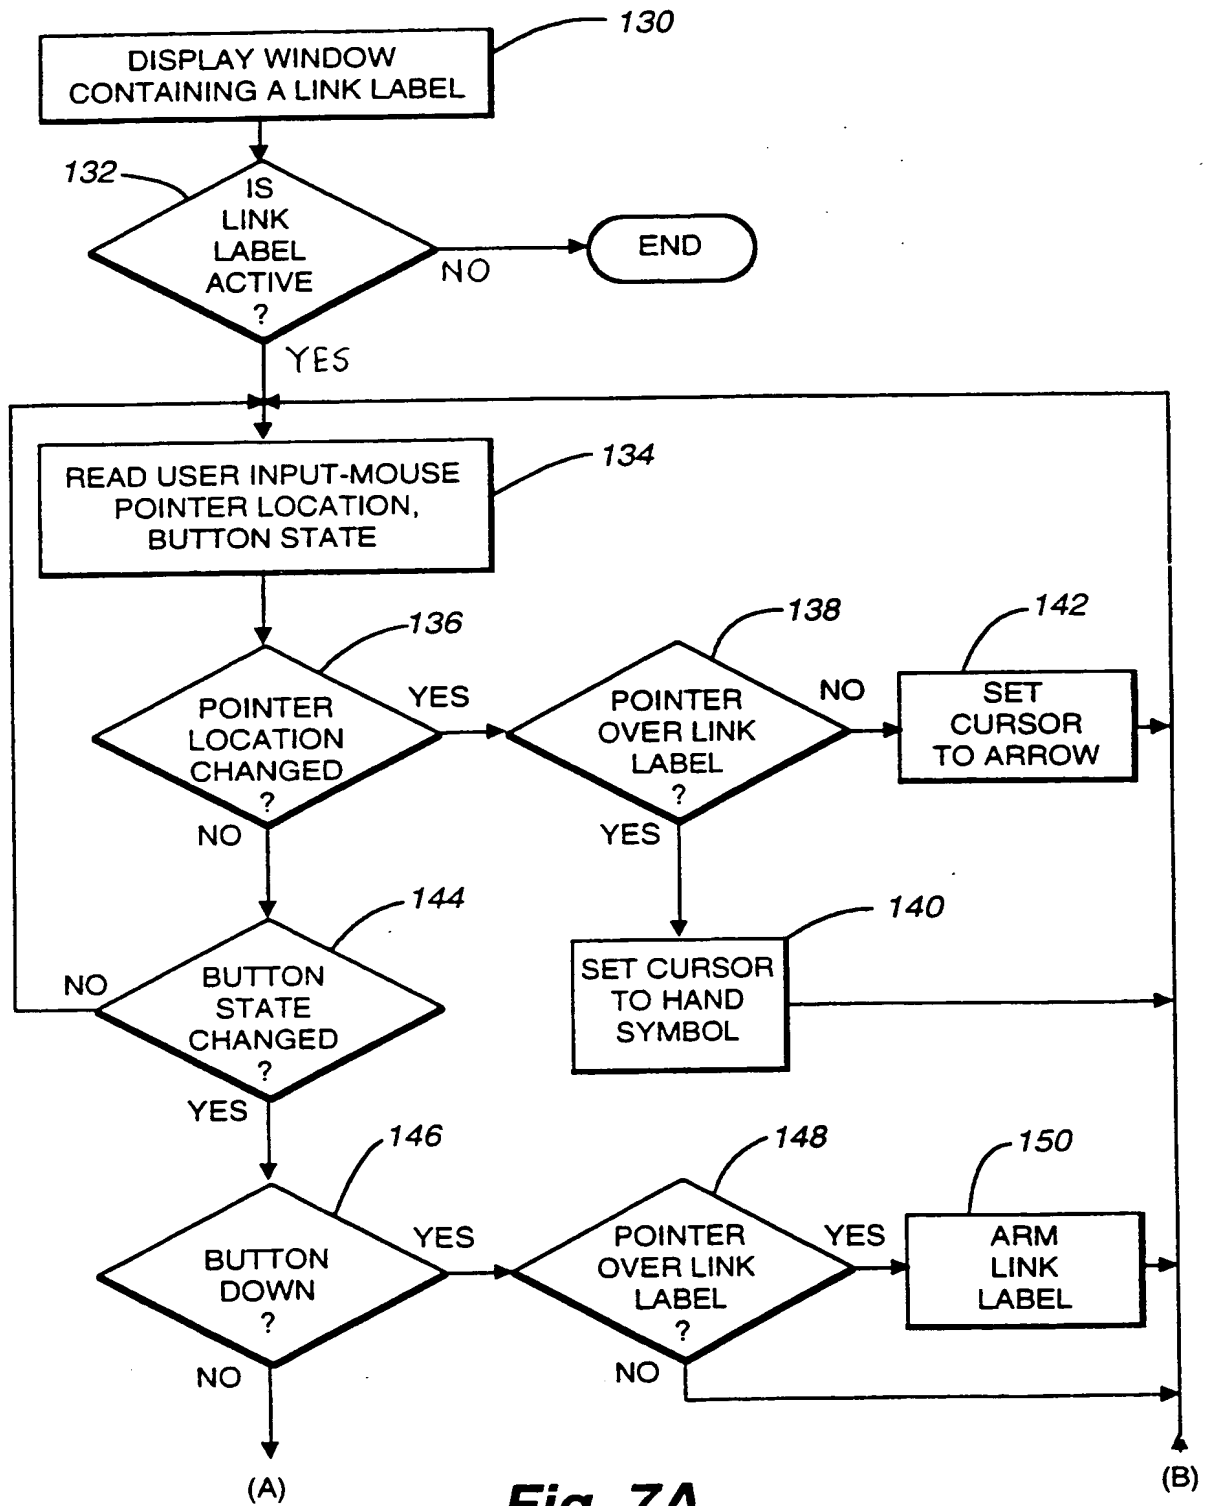 130
DISPLAY WINDOW
CONTAINING A LINK LABEL
132
IS
LINK
LABEL
ACTIVE
?
NO
END
YES
134
READ USER INPUT-MOUSE
POINTER LOCATION,
BUTTON STATE
136
POINTER
LOCATION
CHANGED
?
YES
NO
138
POINTER
OVER LINK
LABEL
?
NO
YES
142
SET
CURSOR
TO ARROW
140
SET CURSOR
TO HAND
SYMBOL
144
BUTTON
STATE
CHANGED
?
NO
YES
146
BUTTON
DOWN
?
YES
NO
148
POINTER
OVER LINK
LABEL
?
YES
NO
150
ARM
LINK
LABEL
(A)
(B)
Fig. 7A